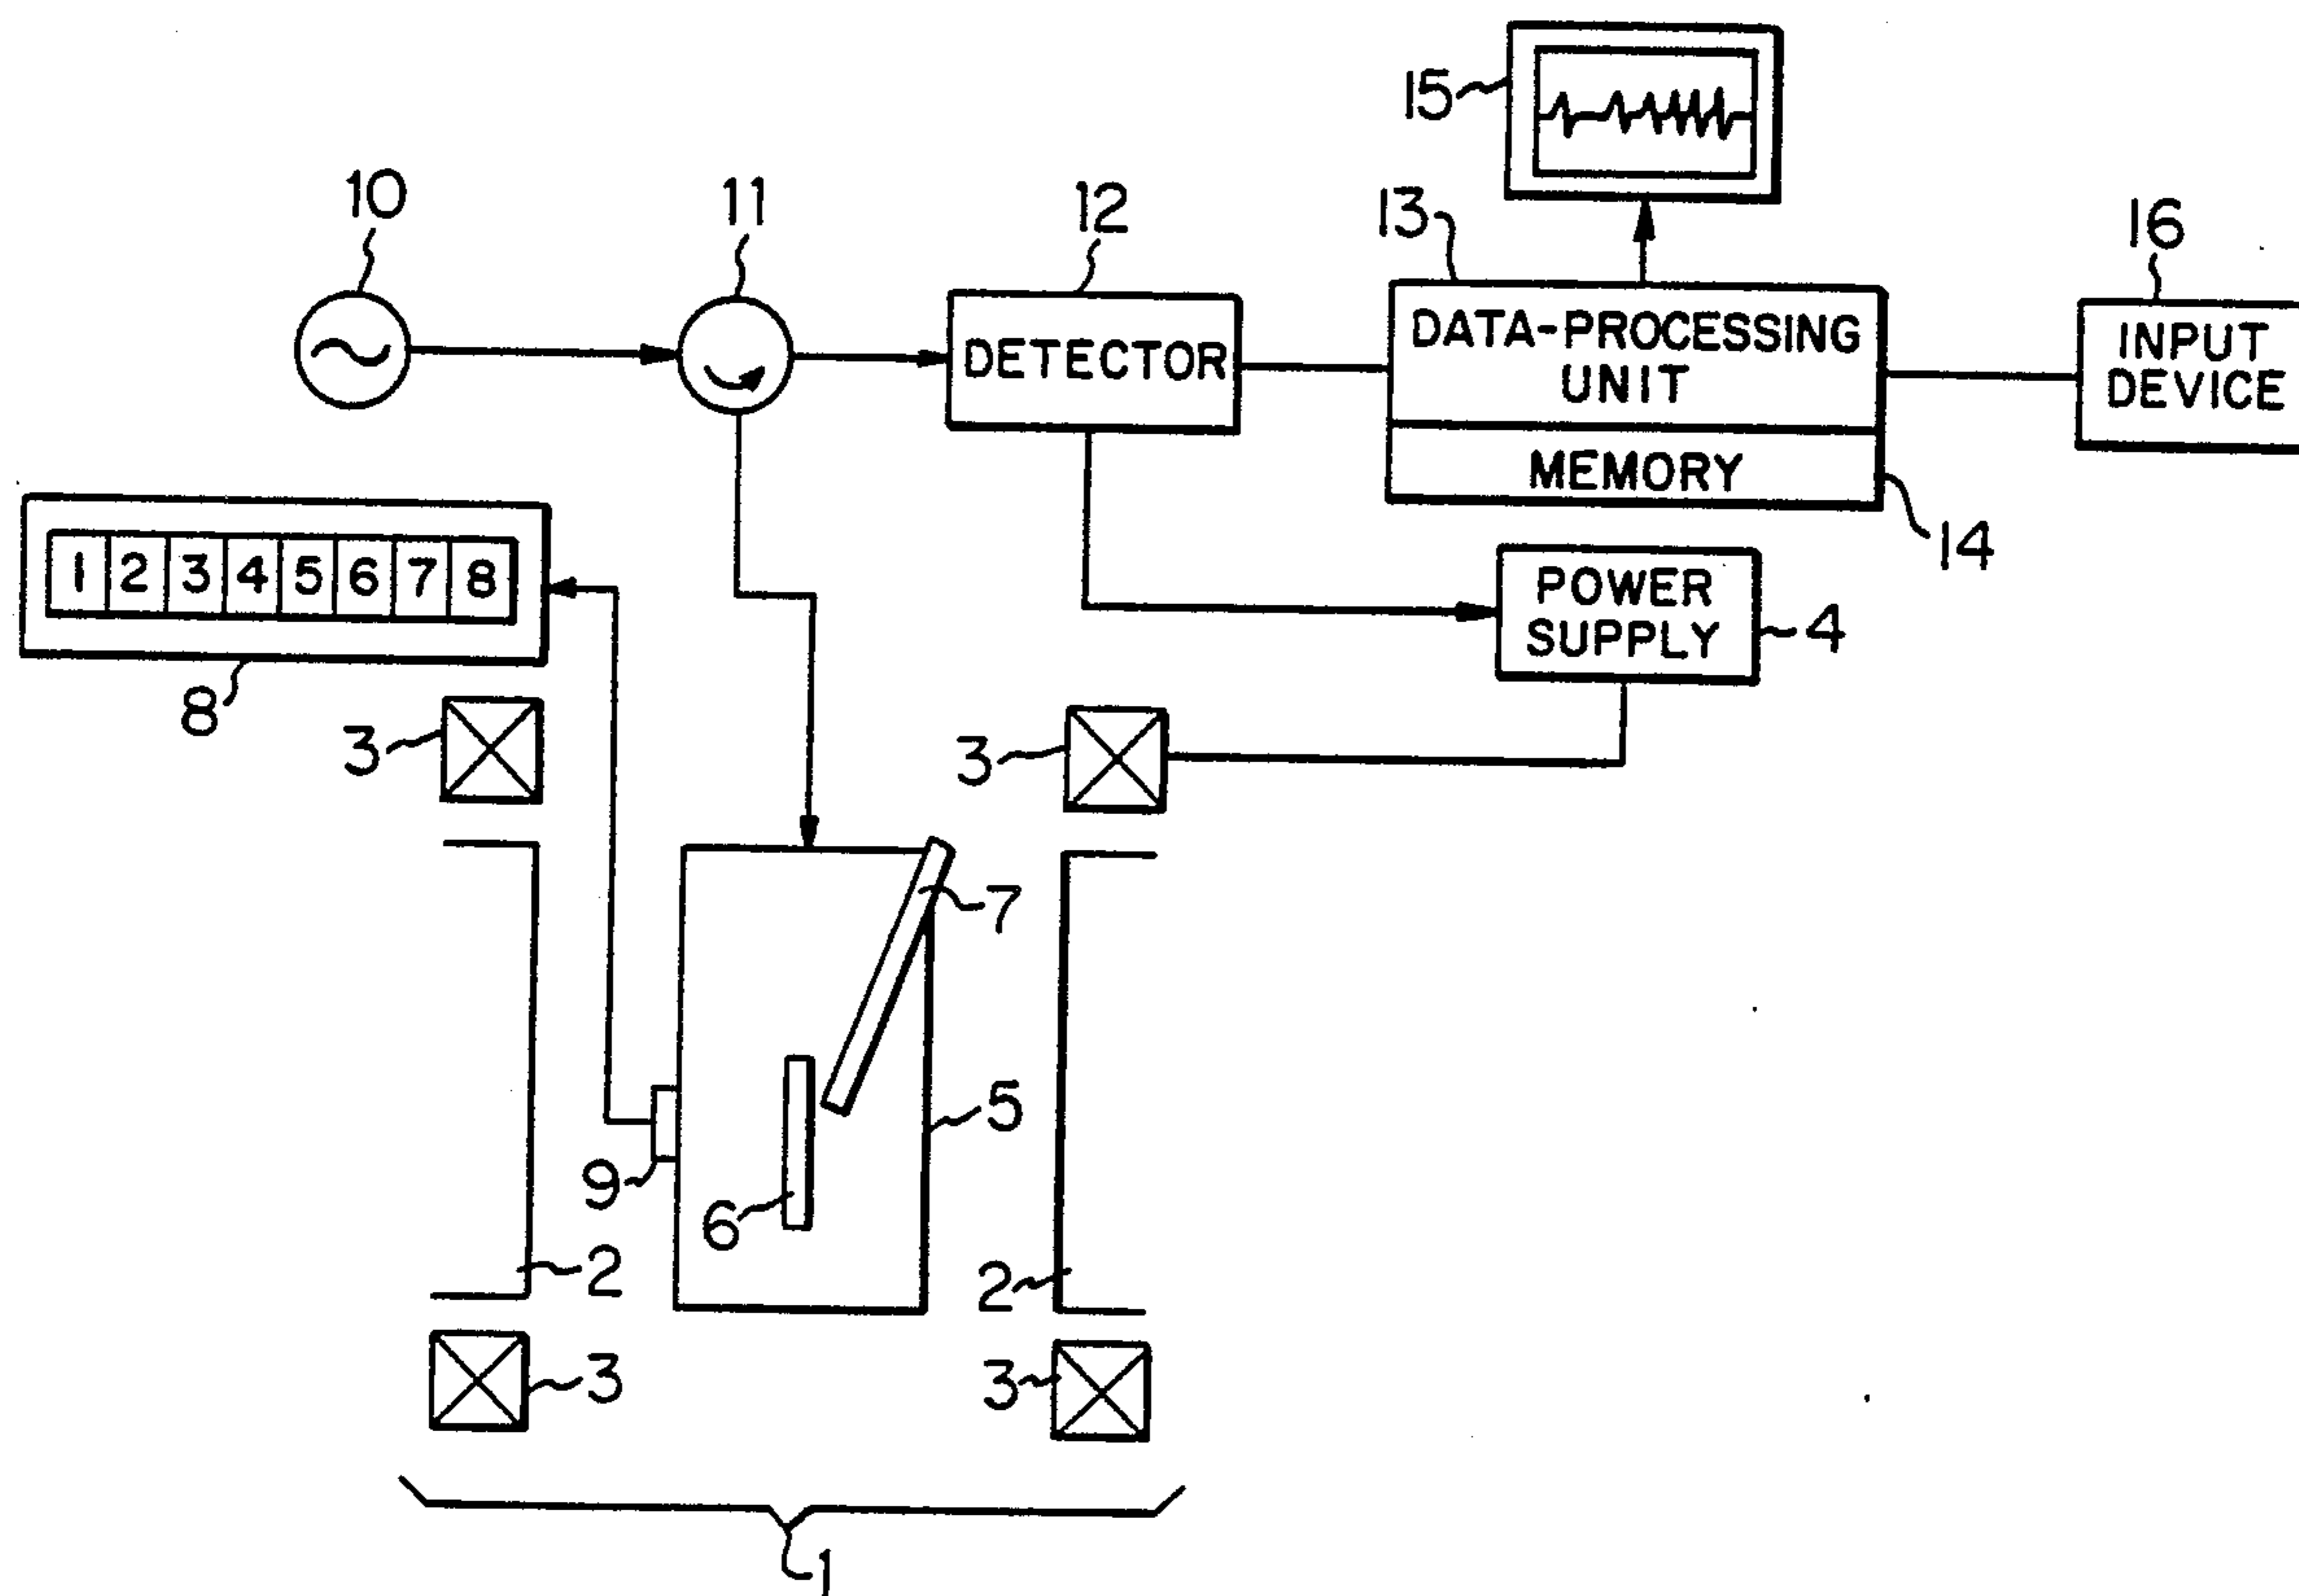 15
10
11
12
13
16
DETECTOR
DATA-PROCESSING
UNIT
MEMORY
INPUT
DEVICE
14
1 2 3 4 5 6 7 8
8
POWER
SUPPLY
4
3
3
7
5
9
6
2
2
3
3
1